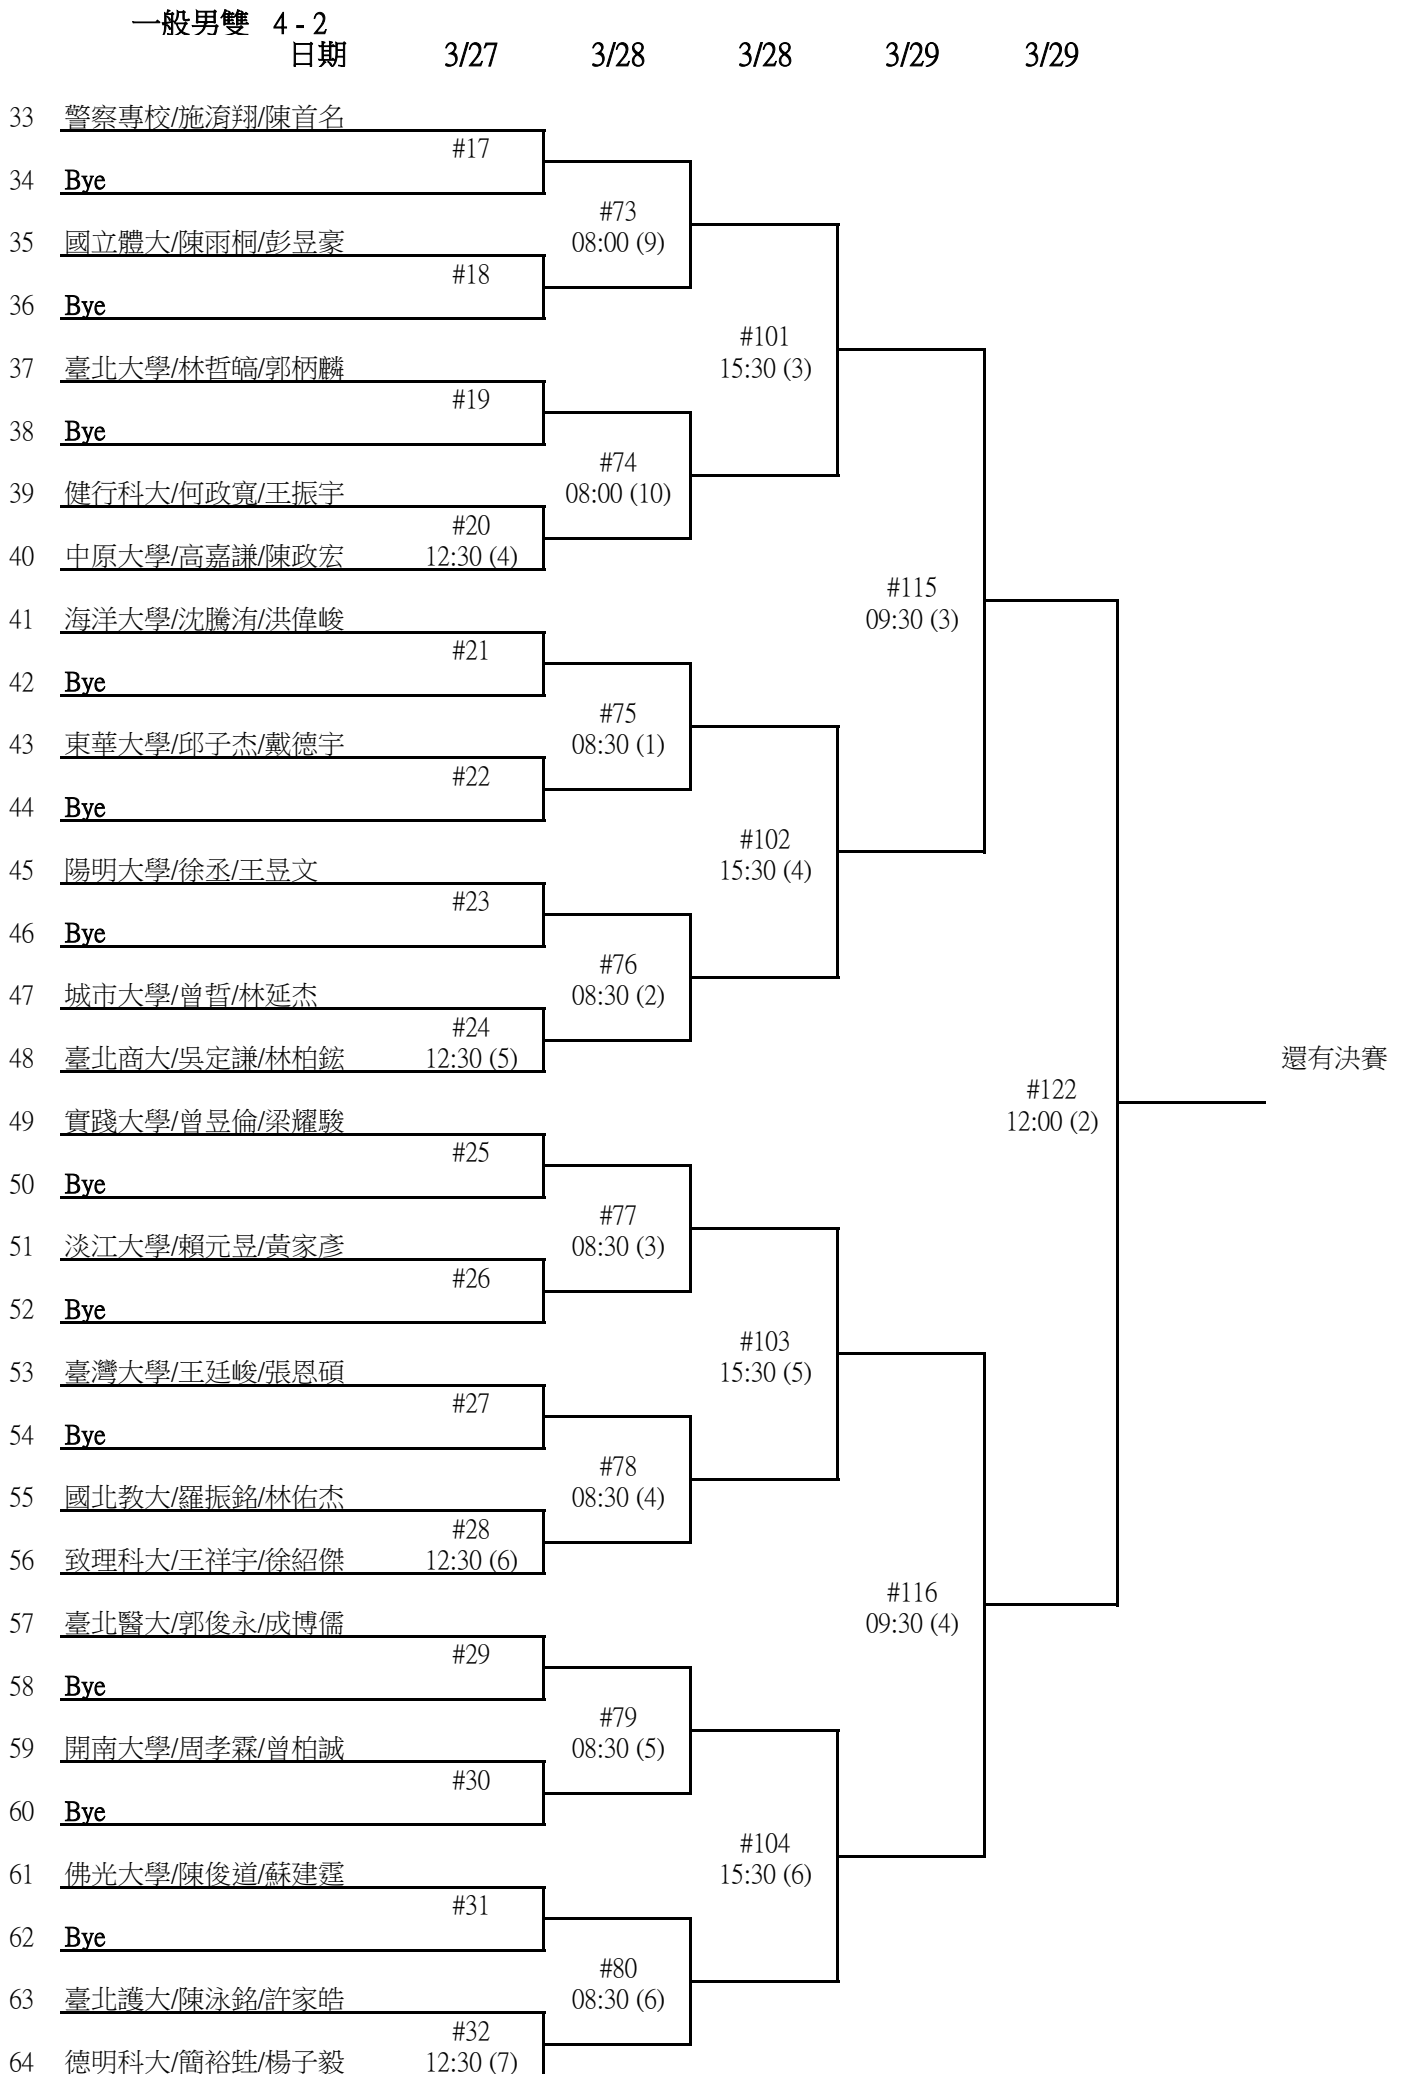 一般男雙 4 - 2
日期 3/27 3/28 3/28 3/29 3/29
33 警察專校/施淯翔/陳首名
#17
34 Bye
#73
35 國立體大/陳雨桐/彭昱豪 08:00 (9)
#18
36 Bye
#101
37 臺北大學/林哲皜/郭柄麟 15:30 (3)
#19
38 Bye
#74
39 健行科大/何政寬/王振宇 08:00 (10)
#20
40 中原大學/高嘉謙/陳政宏 12:30 (4)
#115
41 海洋大學/沈騰洧/洪偉峻 09:30 (3)
#21
42 Bye
#75
43 東華大學/邱子杰/戴德宇 08:30 (1)
#22
44 Bye
#102
45 陽明大學/徐丞/王昱文 15:30 (4)
#23
46 Bye
#76
47 城市大學/曾晢/林延杰 08:30 (2)
#24
48 臺北商大/吳定謙/林柏鋐 12:30 (5) 還有決賽
#122
49 實踐大學/曾昱倫/梁耀駿 12:00 (2)
#25
50 Bye
#77
51 淡江大學/賴元昱/黃家彥 08:30 (3)
#26
52 Bye
#103
53 臺灣大學/王廷峻/張恩碩 15:30 (5)
#27
54 Bye
#78
55 國北教大/羅振銘/林佑杰 08:30 (4)
#28
56 致理科大/王祥宇/徐紹傑 12:30 (6)
#116
57 臺北醫大/郭俊永/成博儒 09:30 (4)
#29
58 Bye
#79
59 開南大學/周孝霖/曾柏誠 08:30 (5)
#30
60 Bye
#104
61 佛光大學/陳俊道/蘇建霆 15:30 (6)
#31
62 Bye
#80
63 臺北護大/陳泳銘/許家皓 08:30 (6)
#32
64 德明科大/簡裕甡/楊子毅 12:30 (7)